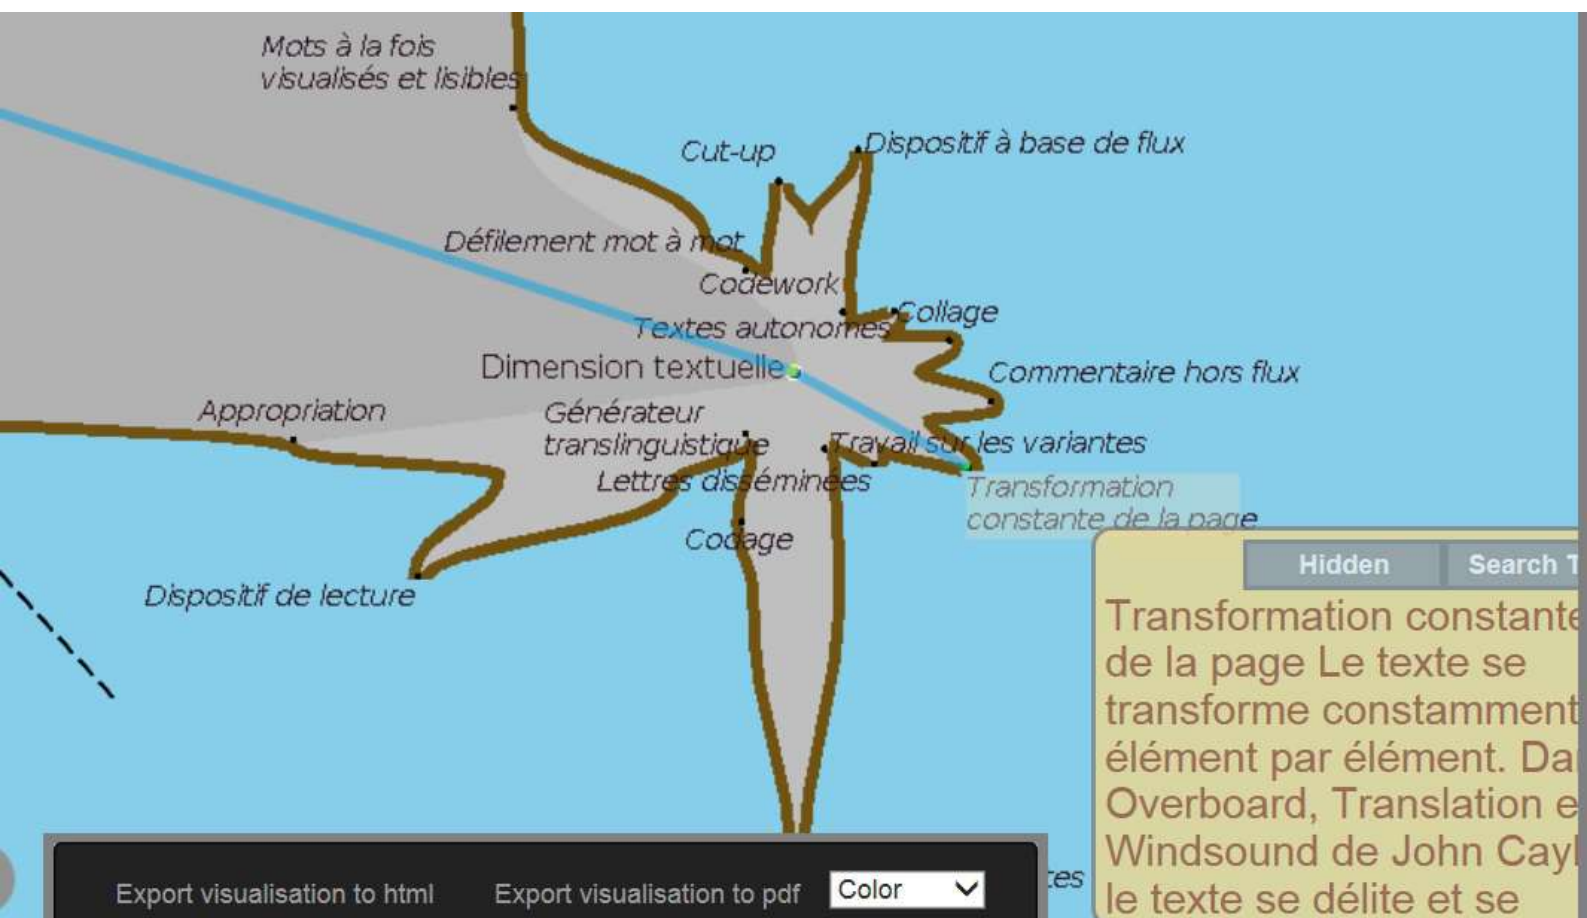 Mots à la fois
visualisés et lisibles
Cut-up
Dispositif à base de flux
Défilement mot à mot
Codework
Collage
Textes autonomes
Dimension textuelle
Commentaire hors flux
Appropriation
Générateur
translinguistique
Travail sur les variantes
Lettres disséminées
Transformation
constante de la page
Codage
Dispositif de lecture
Hidden
Search T
Transformation constante
de la page Le texte se
transforme constamment
élément par élément. Da
Overboard, Translation e
Windsound de John Cayl
le texte se délite et se
tes
Export visualisation to html
Export visualisation to pdf
Color